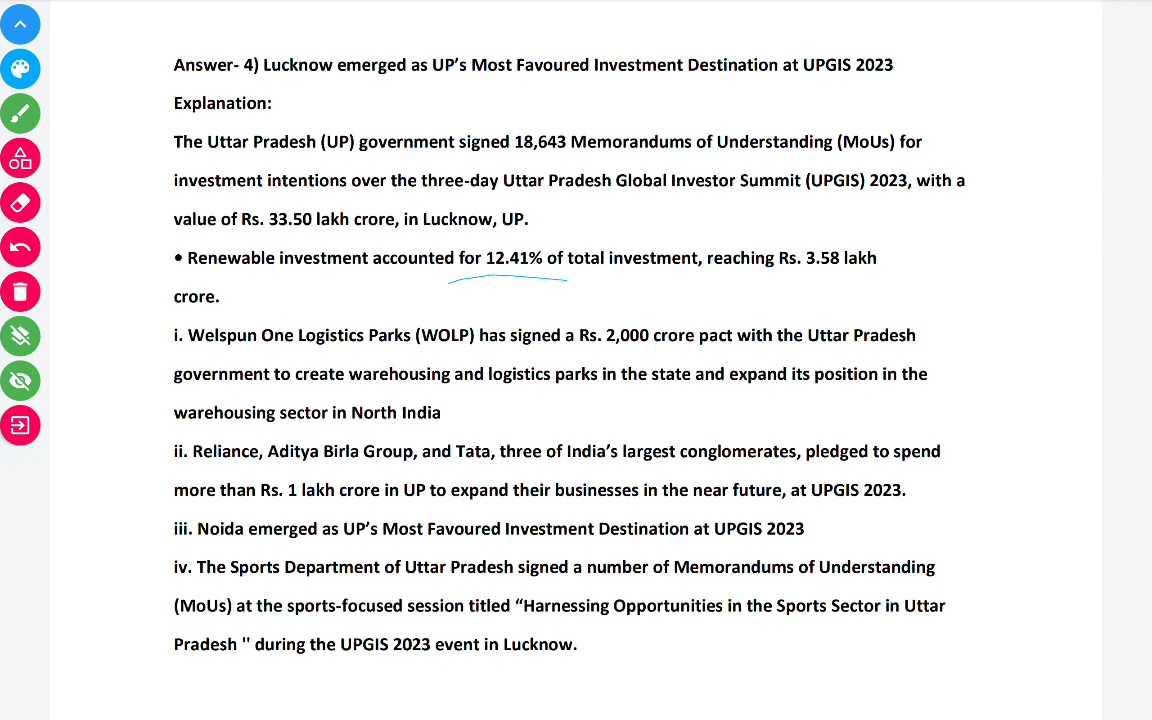 Answer- 4) Lucknow emerged as UP’s Most Favoured Investment Destination at UPGIS 2023
Explanation:
The Uttar Pradesh (UP) government signed 18,643 Memorandums of Understanding (MoUs) for
investment intentions over the three-day Uttar Pradesh Global Investor Summit (UPGIS) 2023, with a
value of Rs. 33.50 lakh crore, in Lucknow, UP.
• Renewable investment accounted for 12.41% of total investment, reaching Rs. 3.58 lakh
crore.
i. Welspun One Logistics Parks (WOLP) has signed a Rs. 2,000 crore pact with the Uttar Pradesh
government to create warehousing and logistics parks in the state and expand its position in the
warehousing sector in North India
ii. Reliance, Aditya Birla Group, and Tata, three of India’s largest conglomerates, pledged to spend
more than Rs. 1 lakh crore in UP to expand their businesses in the near future, at UPGIS 2023.
iii. Noida emerged as UP’s Most Favoured Investment Destination at UPGIS 2023
iv. The Sports Department of Uttar Pradesh signed a number of Memorandums of Understanding
(MoUs) at the sports-focused session titled “Harnessing Opportunities in the Sports Sector in Uttar
Pradesh " during the UPGIS 2023 event in Lucknow.